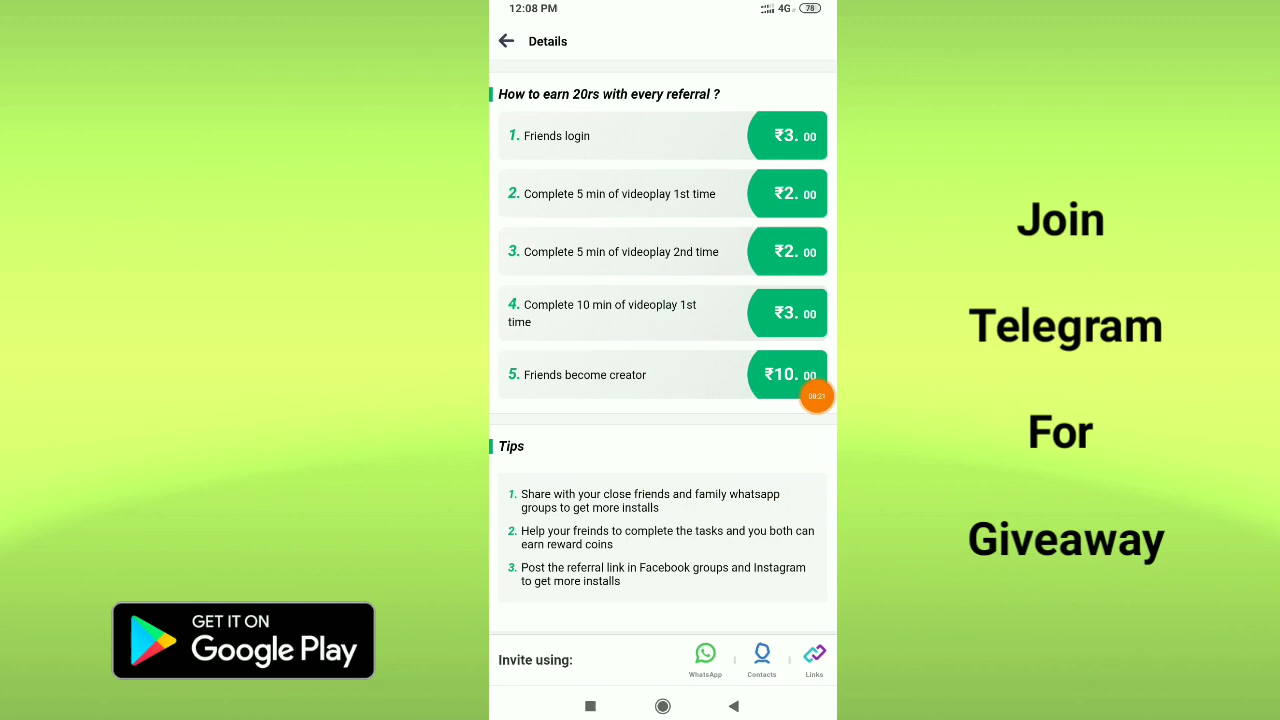 12:08 PM
4G
78
Details
How to earn 20rs with every referral ?
1. Friends login
₹3. 00
2. Complete 5 min of videoplay 1st time
₹2. 00
3. Complete 5 min of videoplay 2nd time
₹2. 00
4. Complete 10 min of videoplay 1st
time
₹3. 00
5. Friends become creator
₹10. 00
00:21
Tips
1. Share with your close friends and family whatsapp
groups to get more installs
2. Help your freinds to complete the tasks and you both can
earn reward coins
3. Post the referral link in Facebook groups and Instagram
to get more installs
Invite using:
WhatsApp
Contacts
Links
GET IT ON
Google Play
Join
Telegram
For
Giveaway